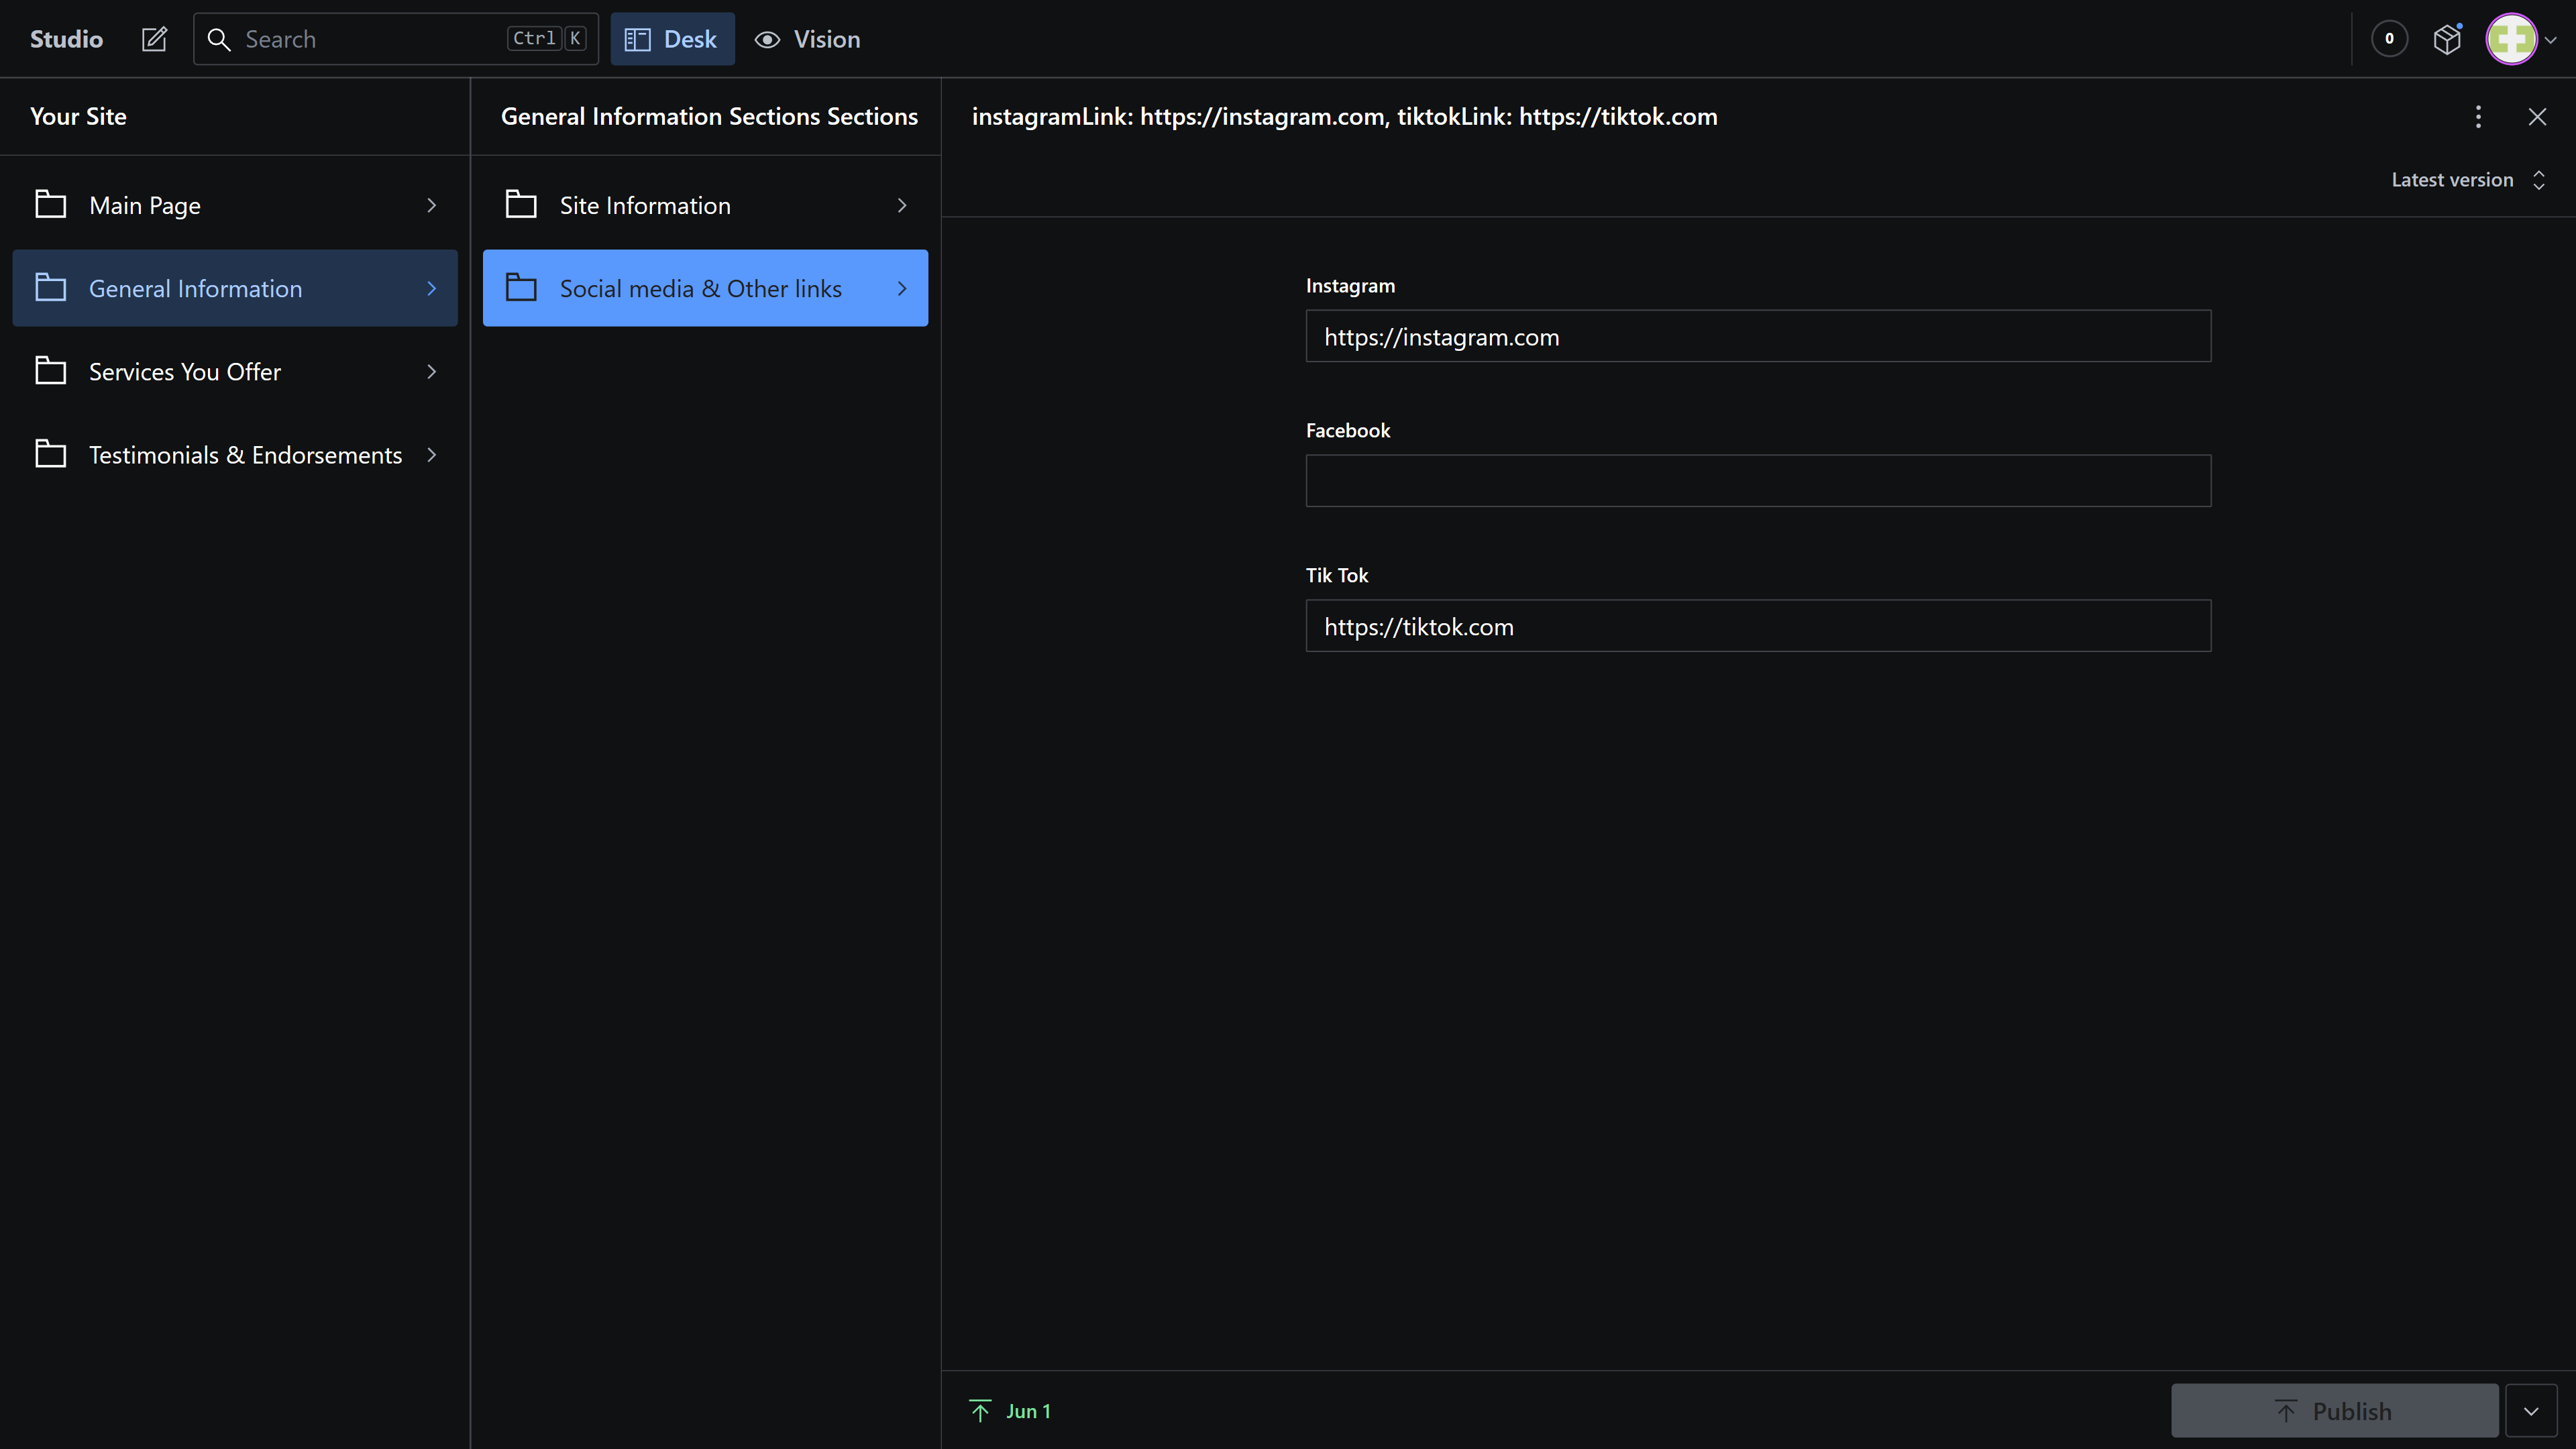 Studio
Search
Ctrl K
Desk
Vision
0
Your Site
Main Page
General Information
Services You Offer
Testimonials & Endorsements
General Information Sections Sections
Site Information
Social media & Other links
instagramLink: https://instagram.com, tiktokLink: https://tiktok.com
Latest version
Instagram
https://instagram.com
Facebook
Tik Tok
https://tiktok.com
Jun 1
Publish